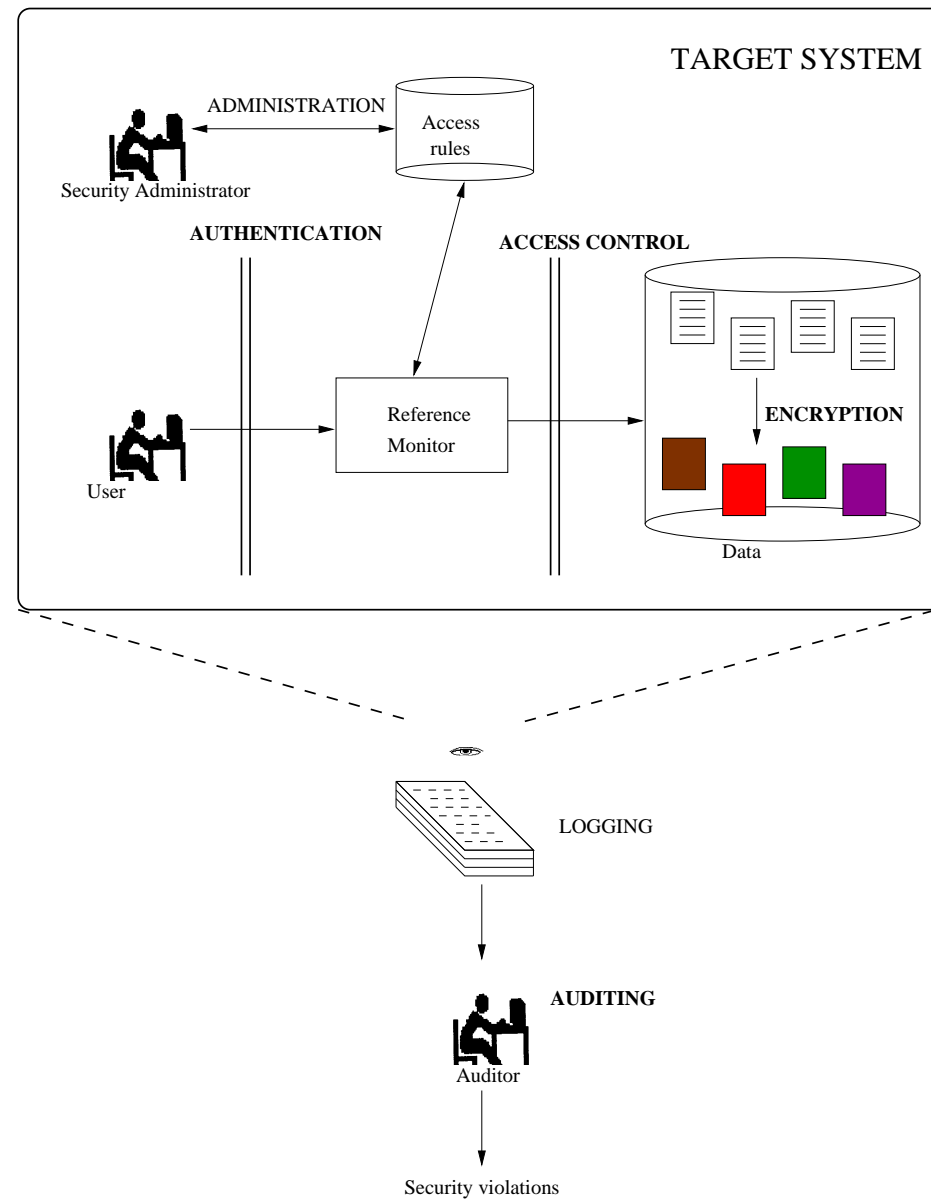 TARGET SYSTEM
ADMINISTRATION
Access
rules
Security Administrator
AUTHENTICATION
ACCESS CONTROL
Reference
Monitor
ENCRYPTION
User
Data
LOGGING
AUDITING
Auditor
Security violations